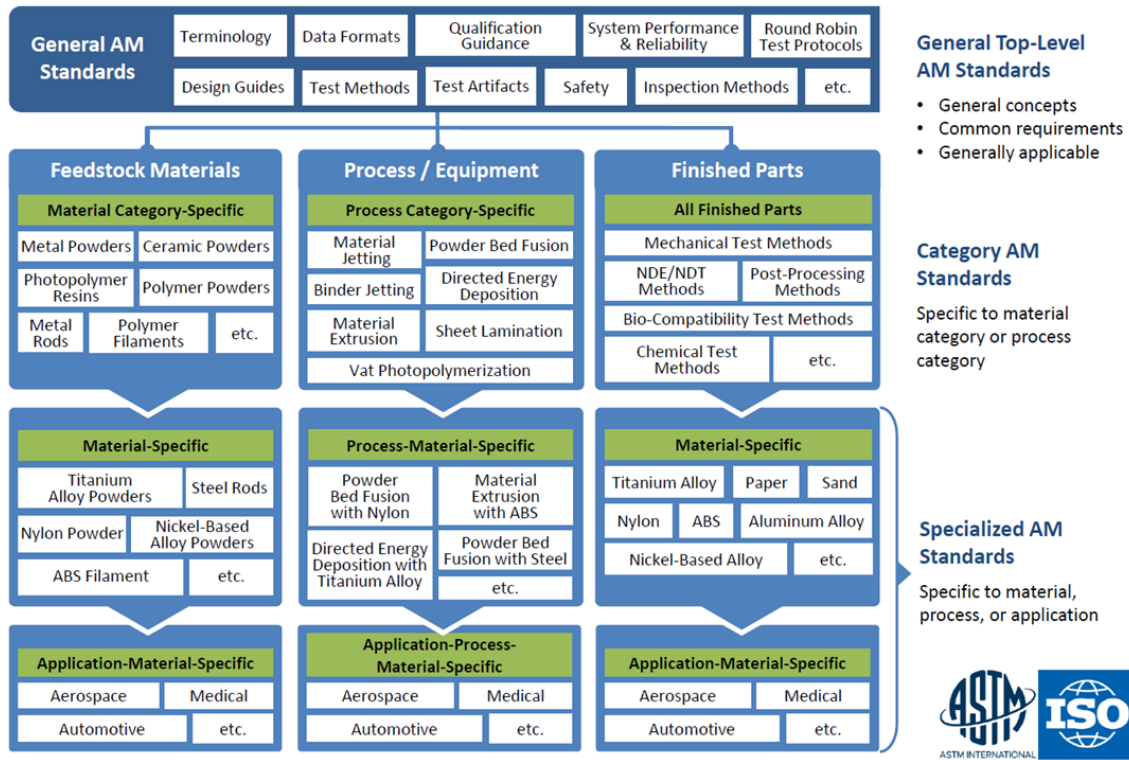 General AM
Standards
Terminology
Data Formats
Qualification
Guidance
System Performance
& Reliability
Round Robin
Test Protocols
Design Guides
Test Methods
Test Artifacts
Safety
Inspection Methods
etc.
General Top-Level
AM Standards
• General concepts
• Common requirements
• Generally applicable
Feedstock Materials
Material Category-Specific
Metal Powders
Ceramic Powders
Photopolymer
Resins
Polymer Powders
Metal
Rods
Polymer
Filaments
etc.
Process / Equipment
Process Category-Specific
Material
Jetting
Powder Bed Fusion
Binder Jetting
Directed Energy
Deposition
Material
Extrusion
Sheet Lamination
Vat Photopolymerization
Finished Parts
All Finished Parts
Mechanical Test Methods
NDE/NDT
Methods
Post-Processing
Methods
Bio-Compatibility Test Methods
Chemical Test
Methods
etc.
Category AM
Standards
Specific to material
category or process
category
Material-Specific
Titanium
Alloy Powders
Steel Rods
Nylon Powder
Nickel-Based
Alloy Powders
ABS Filament
etc.
Process-Material-Specific
Powder
Bed Fusion
with Nylon
Material
Extrusion
with ABS
Directed Energy
Deposition with
Titanium Alloy
Powder Bed
Fusion with Steel
etc.
Material-Specific
Titanium Alloy
Paper
Sand
Nylon
ABS
Aluminum Alloy
Nickel-Based Alloy
etc.
Specialized AM
Standards
Specific to material,
process, or application
Application-Material-Specific
Aerospace
Medical
Automotive
etc.
Application-Process-
Material-Specific
Aerospace
Medical
Automotive
etc.
Application-Material-Specific
Aerospace
Medical
Automotive
etc.
ASTM
ASTM INTERNATIONAL
ISO